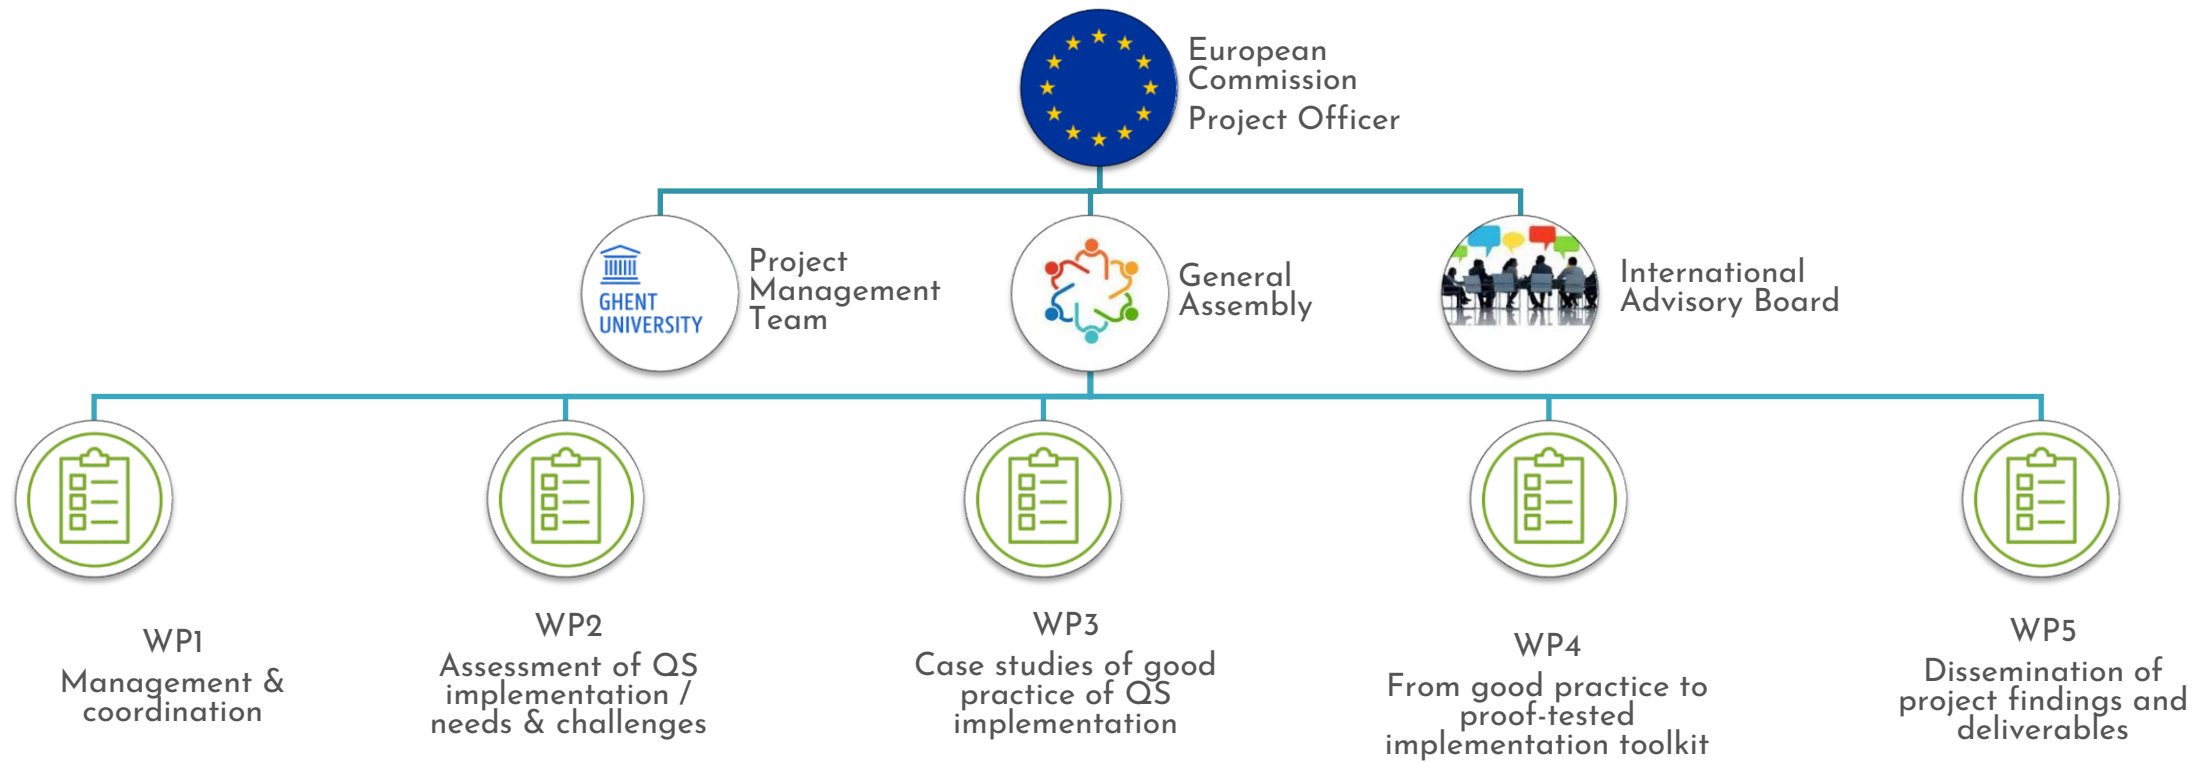 European
Commission
Project Officer
GHENT
UNIVERSITY
Project
Management
Team
General
Assembly
International
Advisory Board
WP1
Management &
coordination
WP2
Assessment of QS
implementation /
needs & challenges
WP3
Case studies of good
practice of QS
implementation
WP4
From good practice to
proof-tested
implementation toolkit
WP5
Dissemination of
project findings and
deliverables